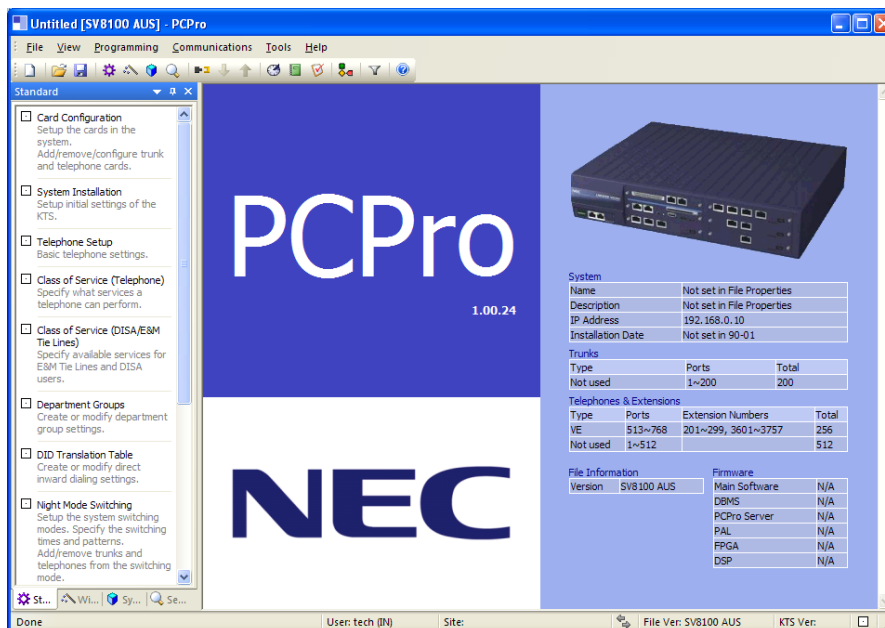 Untitled [SV8100 AUS] - PCPro
File View Programming Communications Tools Help
Standard
Card Configuration
Setup the cards in the
system.
Add/remove/configure trunk
and telephone cards.
System Installation
Setup initial settings of the
KTS.
Telephone Setup
Basic telephone settings.
Class of Service (Telephone)
Specify what services a
telephone can perform.
Class of Service (DISA/E&M
Tie Lines)
Specify available services for
E&M Tie Lines and DISA
users.
Department Groups
Create or modify department
group settings.
DID Translation Table
Create or modify direct
inward dialing settings.
Night Mode Switching
Setup the system switching
modes. Specify the switching
times and patterns.
Add/remove trunks and
telephones from the switching
mode.
St... Wi... Sy... Se...
PCPro
1.00.24
NEC
System
Name Not set in File Properties
Description Not set in File Properties
IP Address 192.168.0.10
Installation Date Not set in 90-01
Trunks
Type Ports Total
Not used 1~200 200
Telephones & Extensions
Type Ports Extension Numbers Total
VE 513~768 201~299, 3601~3757 256
Not used 1~512 512
File Information
Version SV8100 AUS
Firmware
Main Software N/A
DBMS N/A
PCPro Server N/A
PAL N/A
FPGA N/A
DSP N/A
Done User: tech (IN) Site: File Ver: SV8100 AUS KTS Ver: